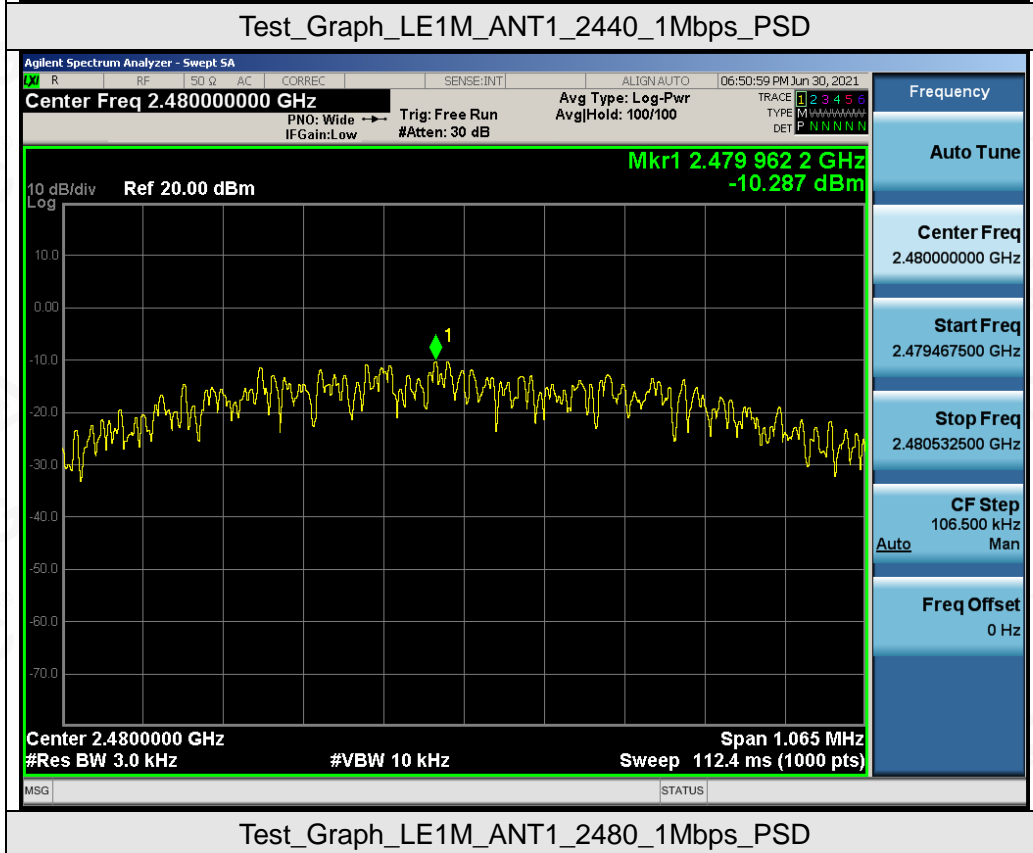 Test_Graph_LE1M_ANT1_2440_1Mbps_PSD
Agilent Spectrum Analyzer - Swept SA
LXI R RF 50 Ω AC CORREC SENSE:INT ALIGN AUTO 06:50:59 PM Jun 30, 2021
Center Freq 2.480000000 GHz
PNO: Wide
IFGain:Low
Trig: Free Run
#Atten: 30 dB
Avg Type: Log-Pwr
Avg|Hold: 100/100
TRACE 1 2 3 4 5 6
TYPE M
DET P N N N N N
Mkr1 2.479 962 2 GHz
-10.287 dBm
10 dB/div Ref 20.00 dBm
Log
10.0
0.00
-10.0
-20.0
-30.0
-40.0
-50.0
-60.0
-70.0
1
Center 2.4800000 GHz Span 1.065 MHz
#Res BW 3.0 kHz #VBW 10 kHz Sweep 112.4 ms (1000 pts)
MSG STATUS
Frequency
Auto Tune
Center Freq
2.480000000 GHz
Start Freq
2.479467500 GHz
Stop Freq
2.480532500 GHz
CF Step
106.500 kHz
Auto Man
Freq Offset
0 Hz
Test_Graph_LE1M_ANT1_2480_1Mbps_PSD